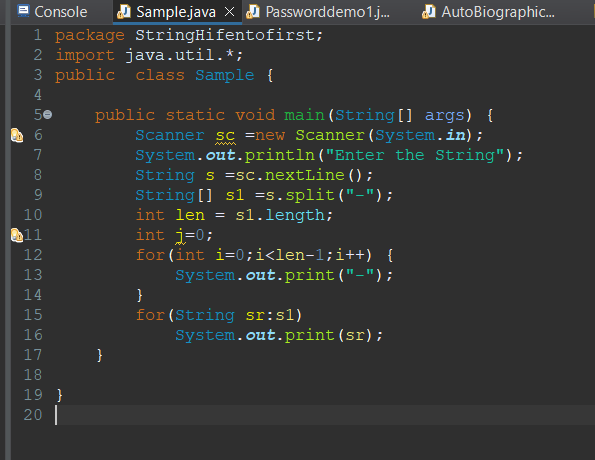 Console Sample.java Passworddemo1.j... AutoBiographic...
1 package StringHifentofirst;
2 import java.util.*;
3 public  class Sample {
4
5     public static void main(String[] args) {
6         Scanner sc =new Scanner(System.in);
7         System.out.println("Enter the String");
8         String s =sc.nextLine();
9         String[] s1 =s.split("-");
10         int len = s1.length;
11         int j=0;
12         for(int i=0;i<len-1;i++) {
13             System.out.print("-");
14         }
15         for(String sr:s1)
16             System.out.print(sr);
17     }
18
19 }
20